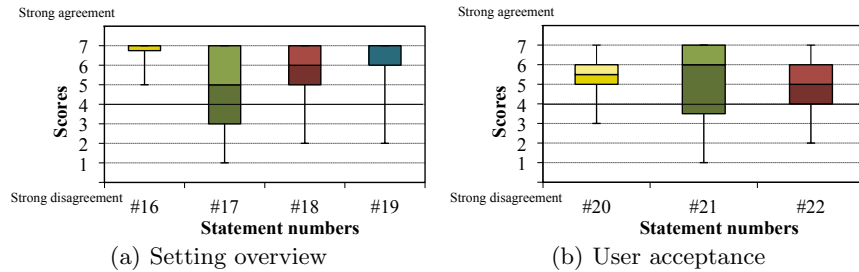 Strong agreement
7
6
5
4
3
2
1
Scores
Strong disagreement
#16 #17 #18 #19
Statement numbers
(a) Setting overview
Strong agreement
7
6
5
4
3
2
1
Scores
Strong disagreement
#20 #21 #22
Statement numbers
(b) User acceptance